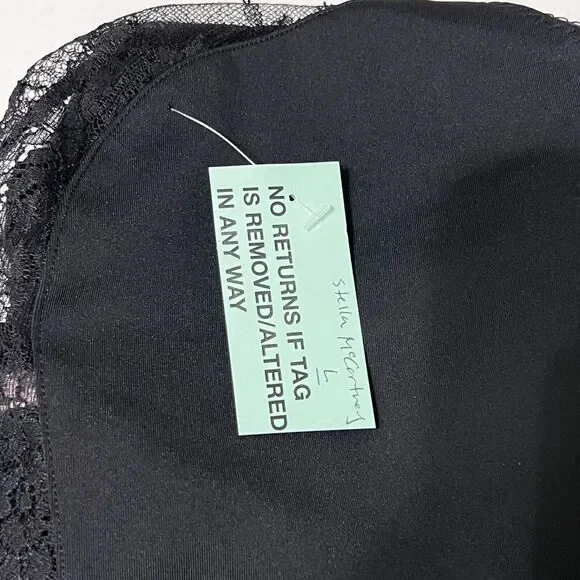 NO RETURNS IF TAG
IS REMOVED/ALTERED
IN ANY WAY
Stella McCartney
L